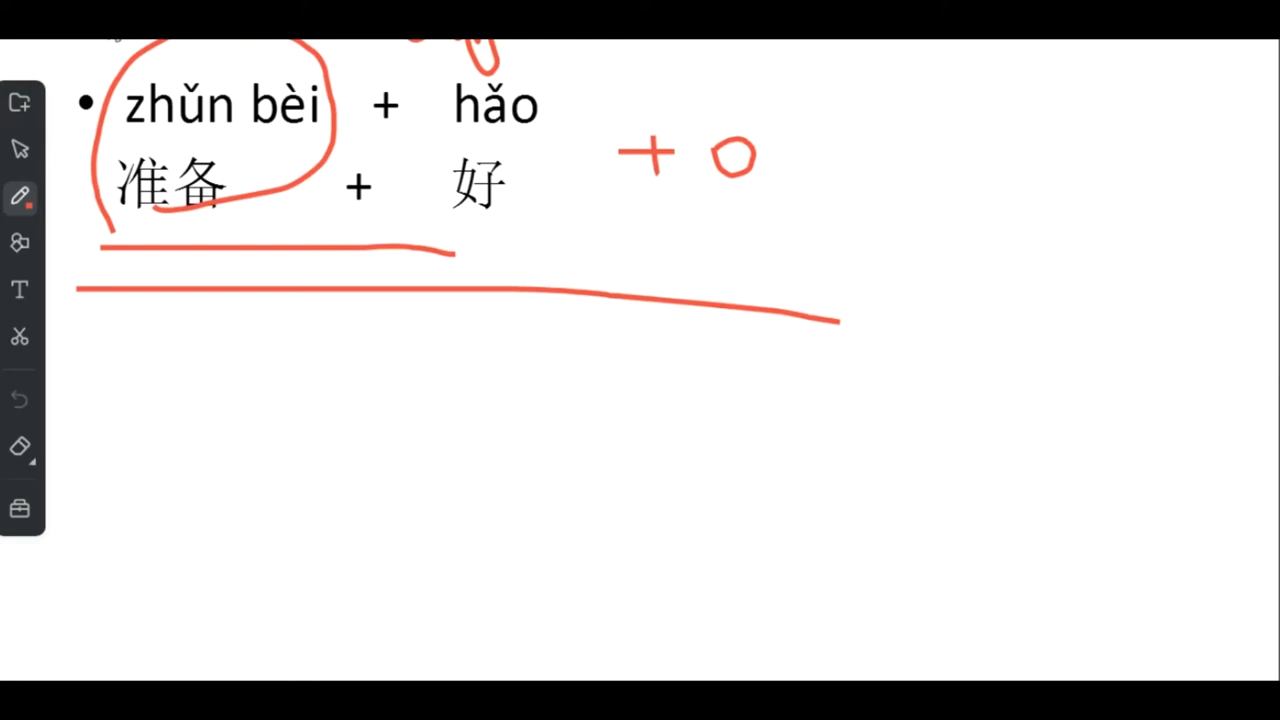 • zhǔn bèi + hǎo
准备 + 好 + o